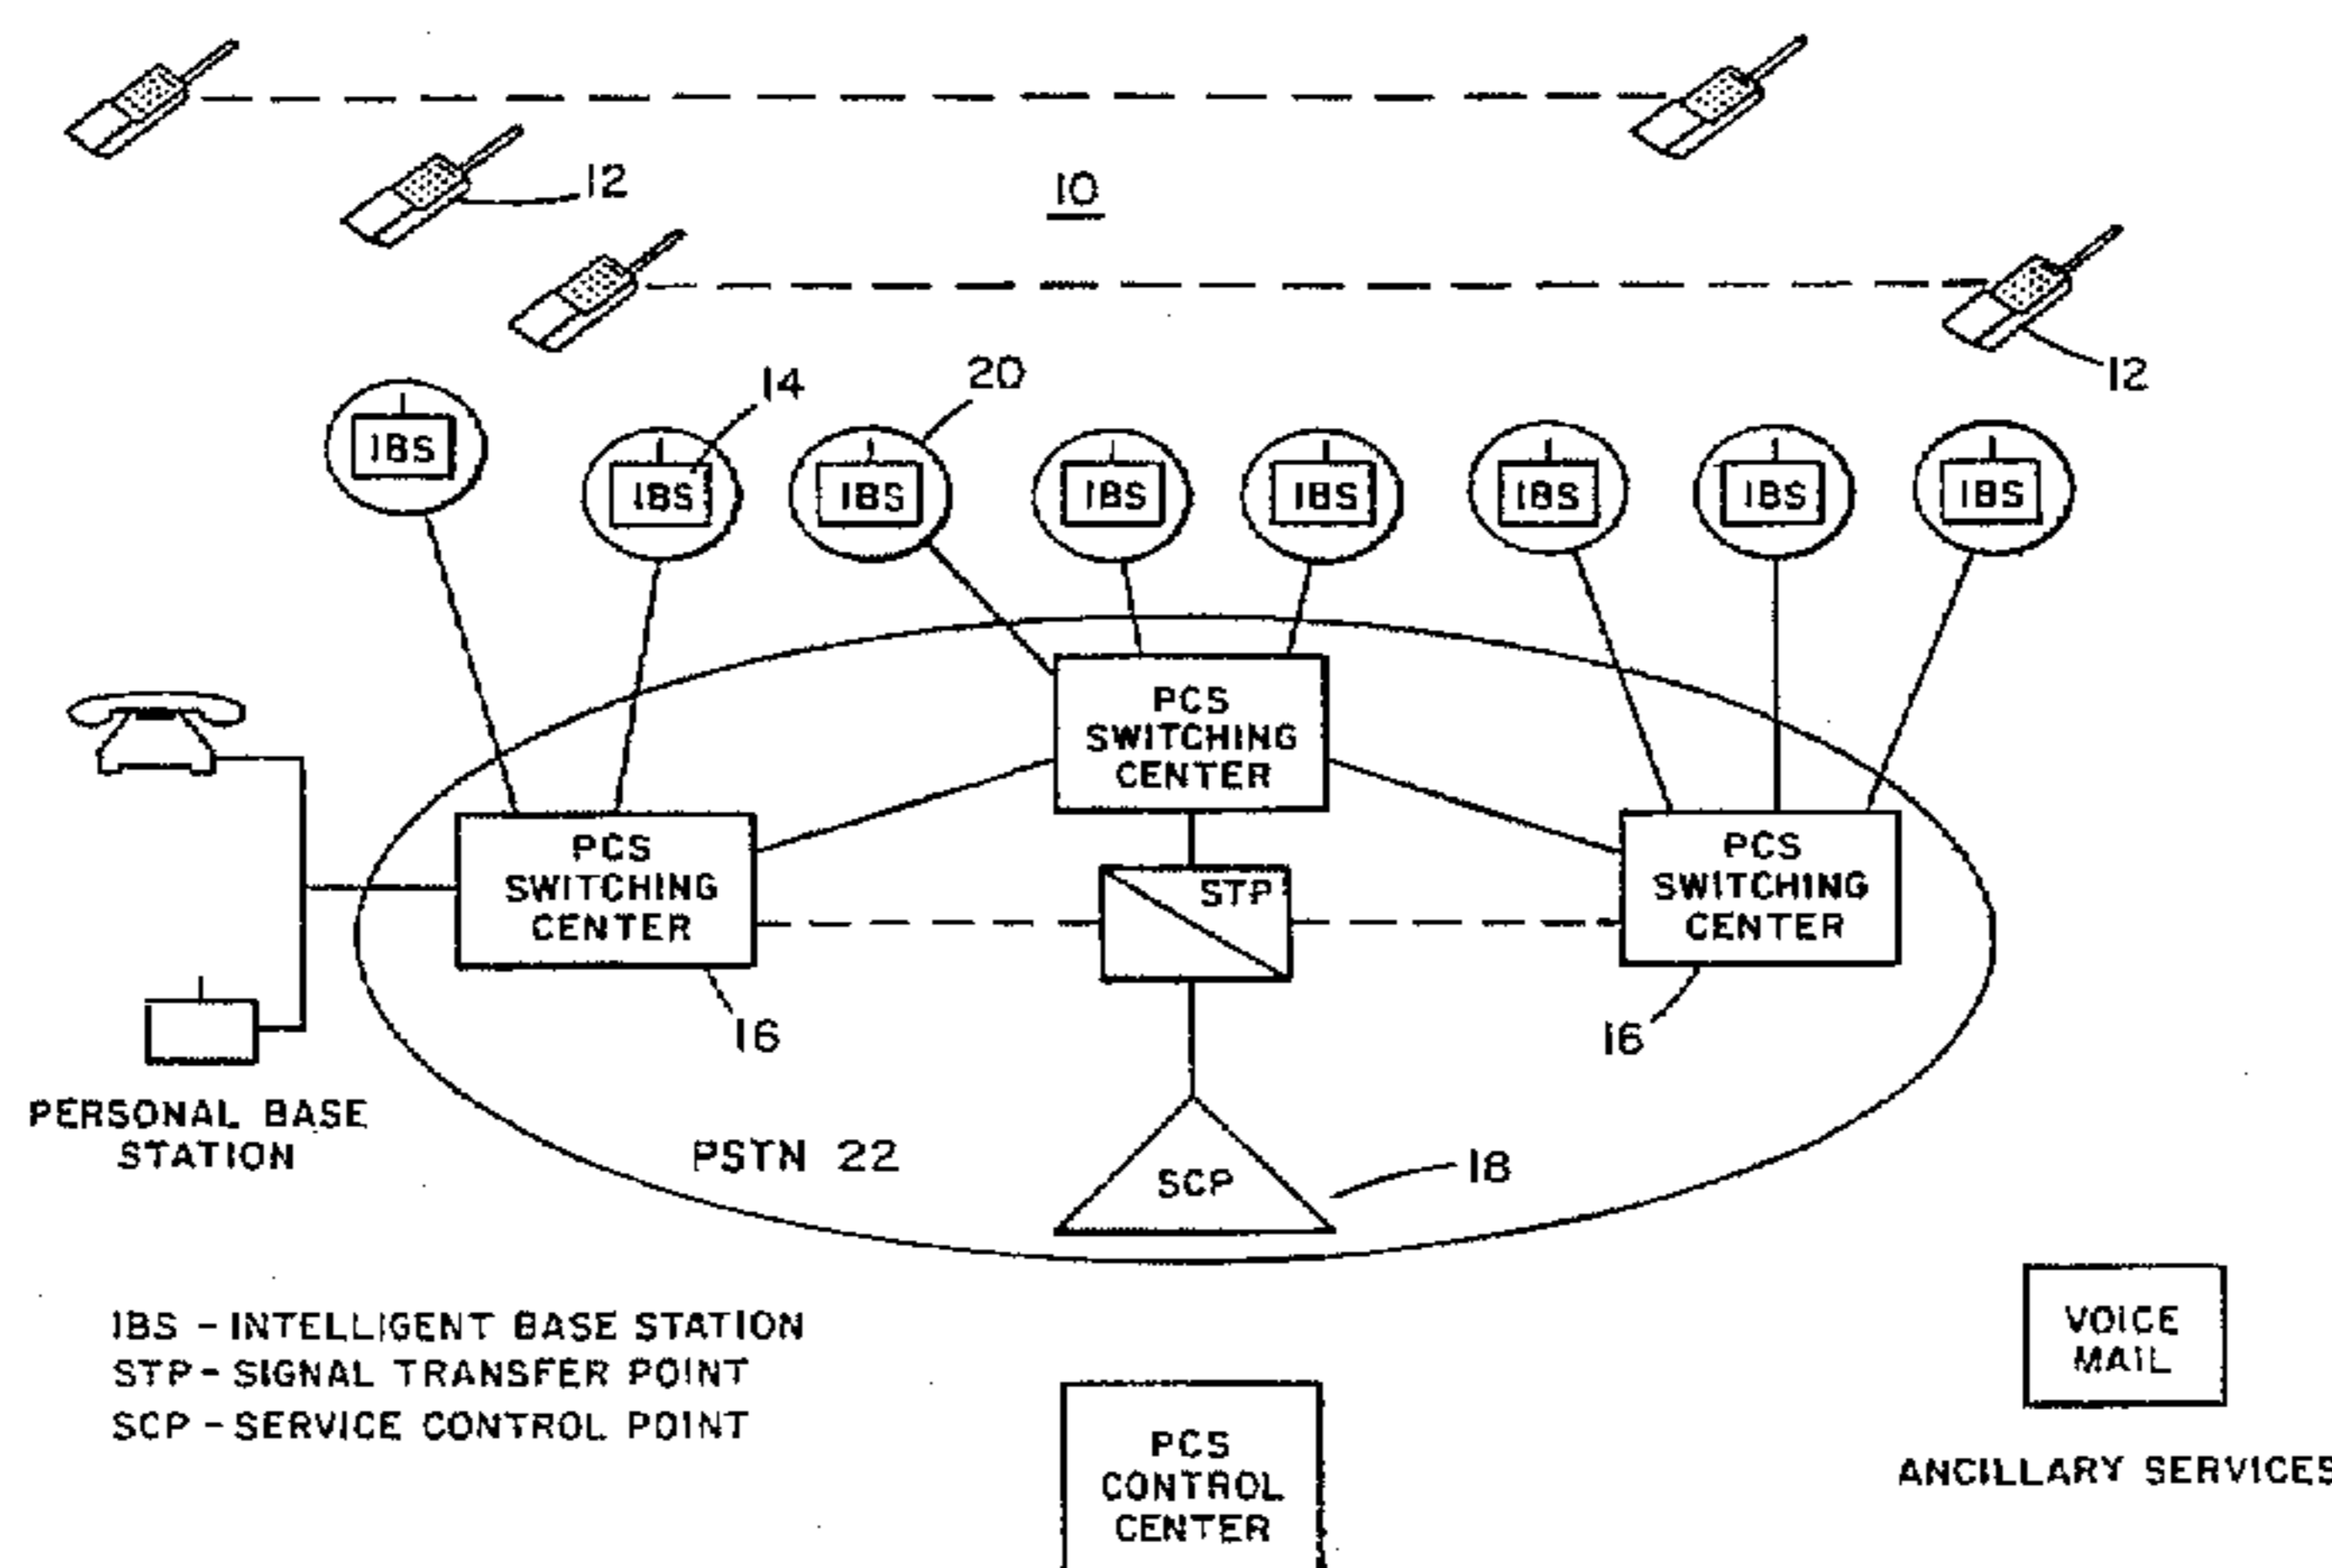 12
10
12
14
20
IBS
IBS
IBS
IBS
IBS
IBS
IBS
IBS
PCS
SWITCHING
CENTER
PCS
SWITCHING
CENTER
STP
PCS
SWITCHING
CENTER
16
16
PERSONAL BASE
STATION
PSTN 22
SCP
18
IBS - INTELLIGENT BASE STATION
STP - SIGNAL TRANSFER POINT
SCP - SERVICE CONTROL POINT
VOICE
MAIL
ANCILLARY SERVICES
PCS
CONTROL
CENTER